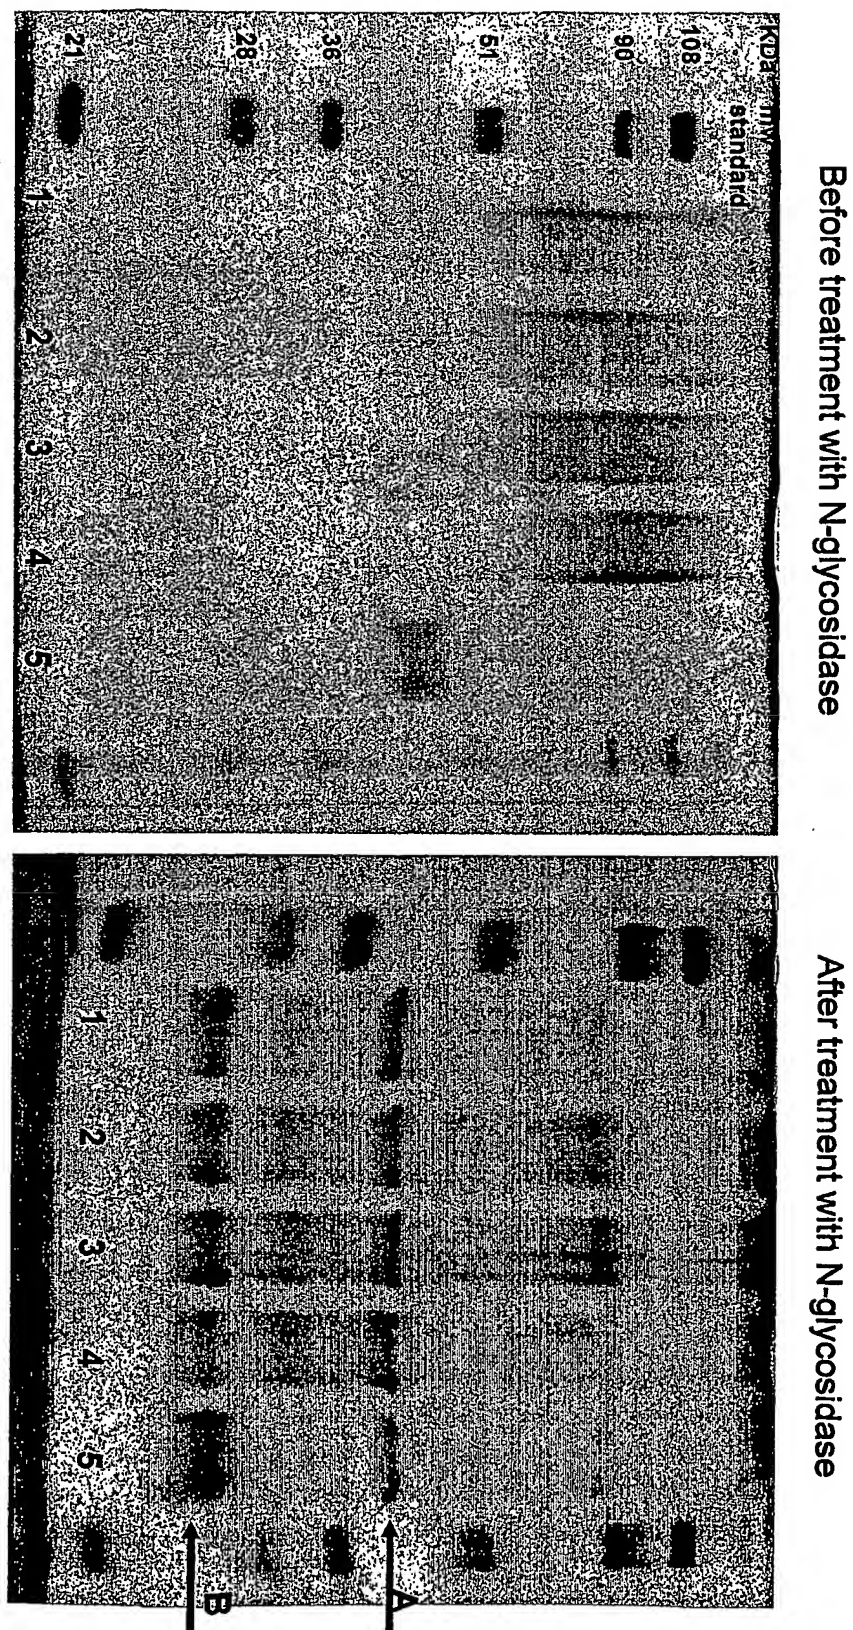 Before treatment with N-glycosidase
KDa mw
standard
108
90
51
36
28
21
1 2 3 4 5
After treatment with N-glycosidase
1 2 3 4 5
A
B